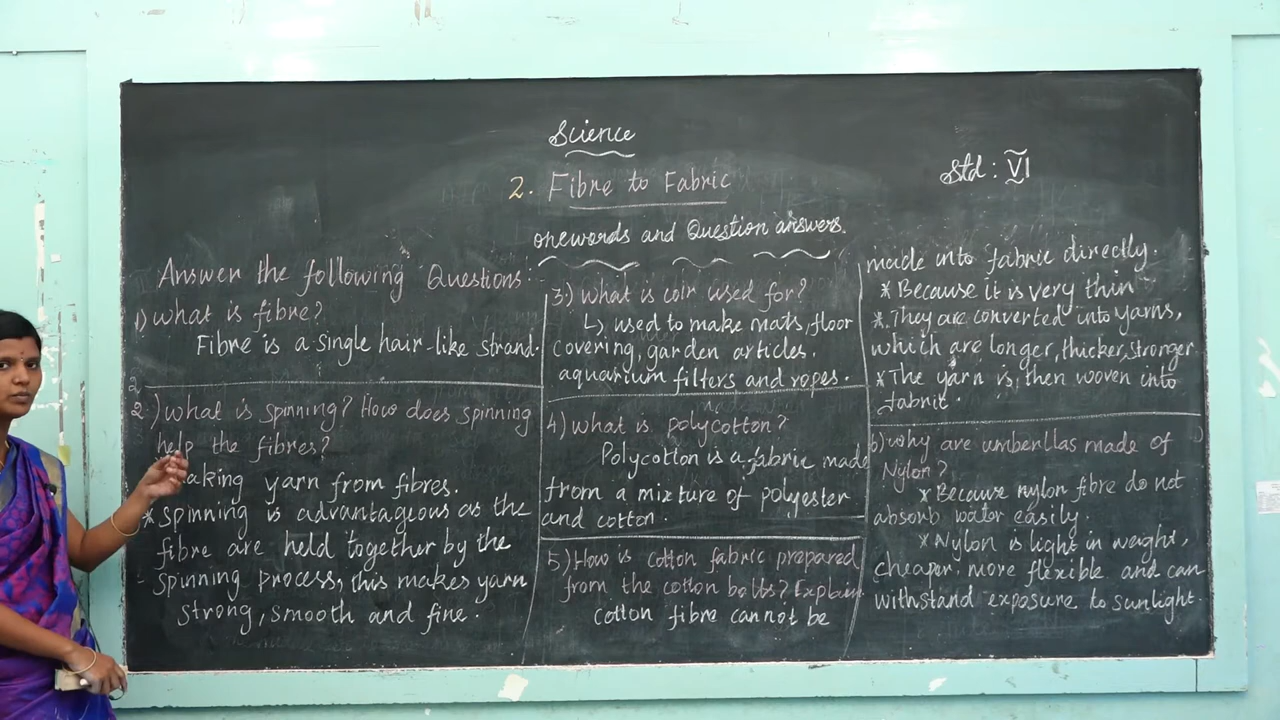 Science
Std : VI
2. Fibre to Fabric
onewords and Question answers.
Answer the following Questions:
1) What is fibre?
Fibre is a single hair-like strand.
2
2) What is spinning? How does spinning
help the fibres?
aking yarn from fibres.
* Spinning is advantageous as the
fibre are held together by the
spinning process, this makes yarn
strong, smooth and fine.
3.) What is coir used for?
↳ used to make mats, floor
covering, garden articles.
aquarium filters and ropes.
4) What is polycotton?
Polycotton is a fabric made
from a mixture of polyester
and cotton.
5) How is cotton fabric prepared
from the cotton bolls? Explain
cotton fibre cannot be
made into fabric directly.
* Because it is very thin
* They are converted into yarns,
which are longer, thicker, stronger
* The yarn is, then woven into
fabric.
6) why are umberllas made of
Nylon?
* Because nylon fibre do not
absorb water easily.
* Nylon is light in weight,
cheaper, more flexible and can
withstand exposure to sunlight.